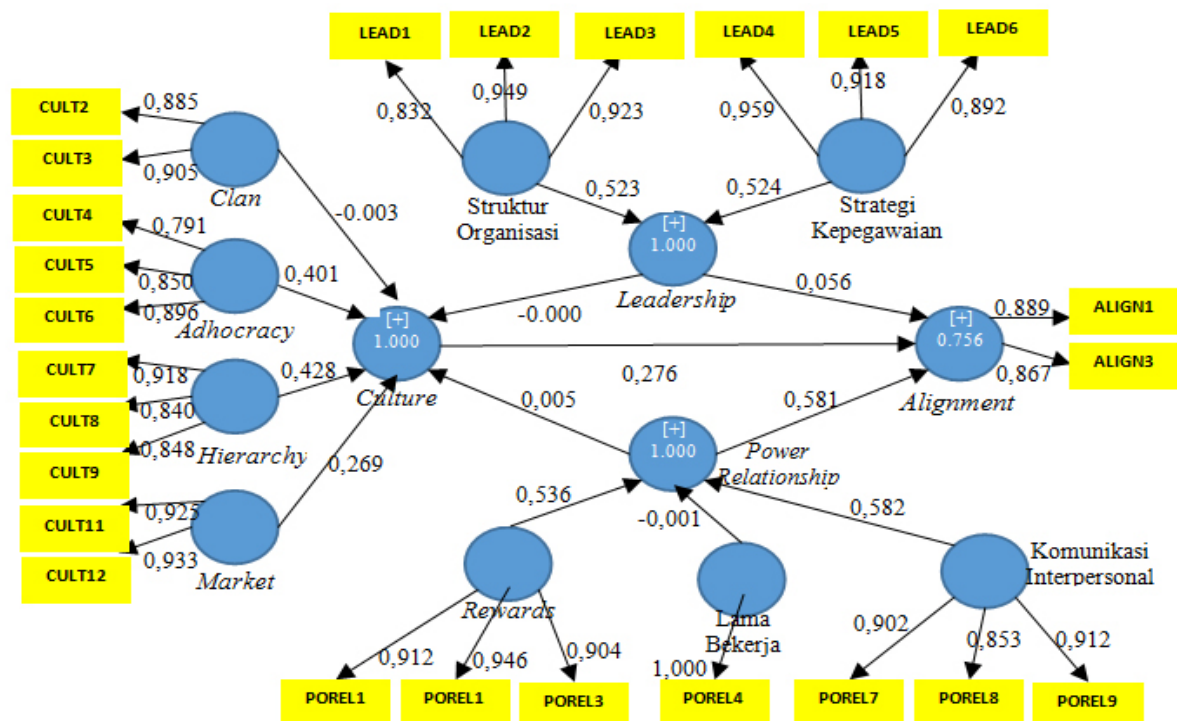 LEAD1
LEAD2
LEAD3
LEAD4
LEAD5
LEAD6
0,832
0,949
0,923
0,959
0,918
0,892
CULT2
CULT3
CULT4
CULT5
CULT6
CULT7
CULT8
CULT9
CULT11
CULT12
0,885
0,905
Clan
0,791
0,850
0,896
Adhocracy
0,918
0,840
0,848
Hierarchy
0,925
0,933
Market
-0.003
0,401
0,428
0,269
Struktur
Organisasi
Strategi
Kepegawaian
0,523
0,524
[+]
1.000
Leadership
-0.000
0,056
[+]
1.000
Culture
0,276
[+]
0.756
Alignment
0,889
0,867
ALIGN1
ALIGN3
0,005
0,581
[+]
1.000
Power
Relationship
0,536
-0,001
0,582
Rewards
Lama
Bekerja
Komunikasi
Interpersonal
0,912
0,946
0,904
1,000
0,902
0,853
0,912
POREL1
POREL1
POREL3
POREL4
POREL7
POREL8
POREL9